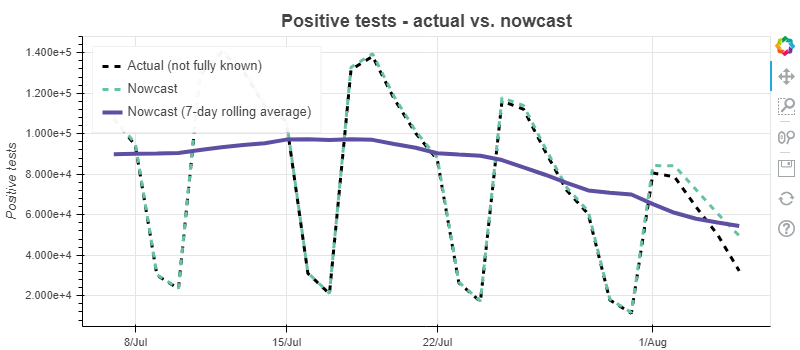 Positive tests - actual vs. nowcast
1.400e+5
1.200e+5
1.000e+5
8.000e+4
6.000e+4
4.000e+4
2.000e+4
Positive tests
Actual (not fully known)
Nowcast
Nowcast (7-day rolling average)
8/Jul
15/Jul
22/Jul
1/Aug